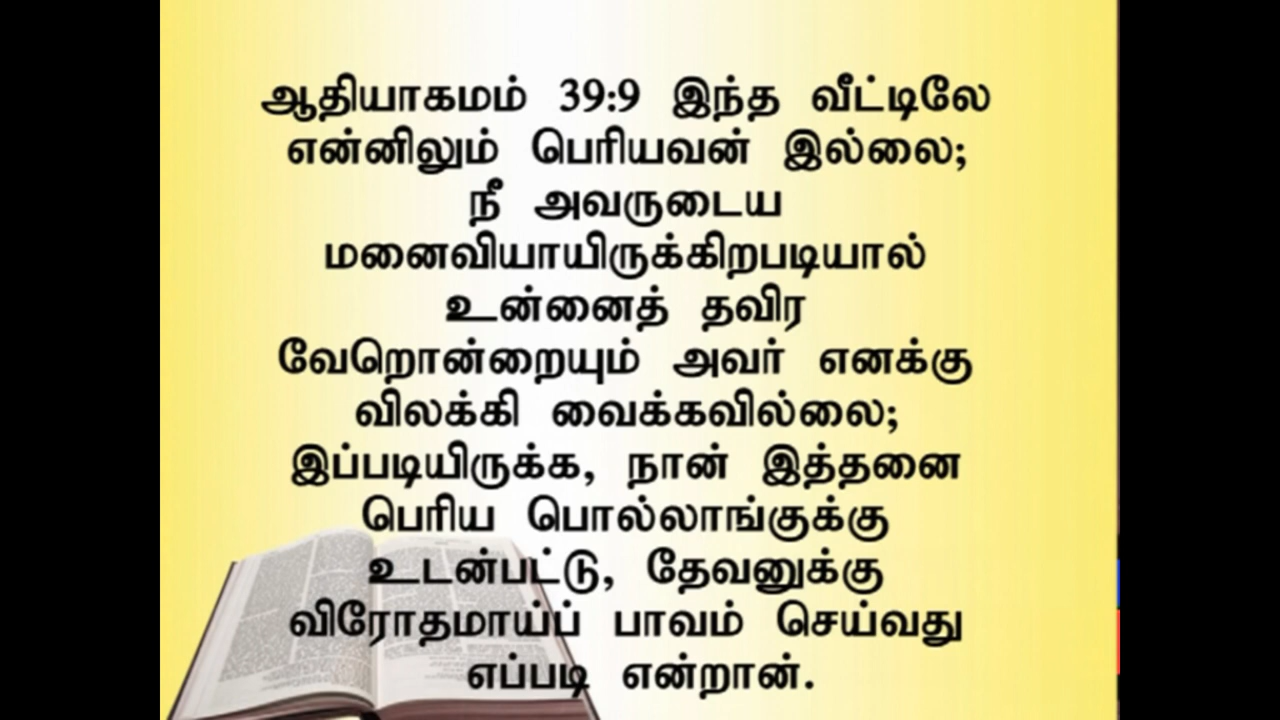 ஆதியாகமம் 39:9 இந்த வீட்டிலே
என்னிலும் பெரியவன் இல்லை;
நீ அவருடைய
மனைவியாயிருக்கிறபடியால்
உன்னைத் தவிர
வேறொன்றையும் அவர் எனக்கு
விலக்கி வைக்கவில்லை;
இப்படியிருக்க, நான் இத்தனை
பெரிய பொல்லாங்குக்கு
உடன்பட்டு, தேவனுக்கு
விரோதமாய்ப் பாவம் செய்வது
எப்படி என்றான்.